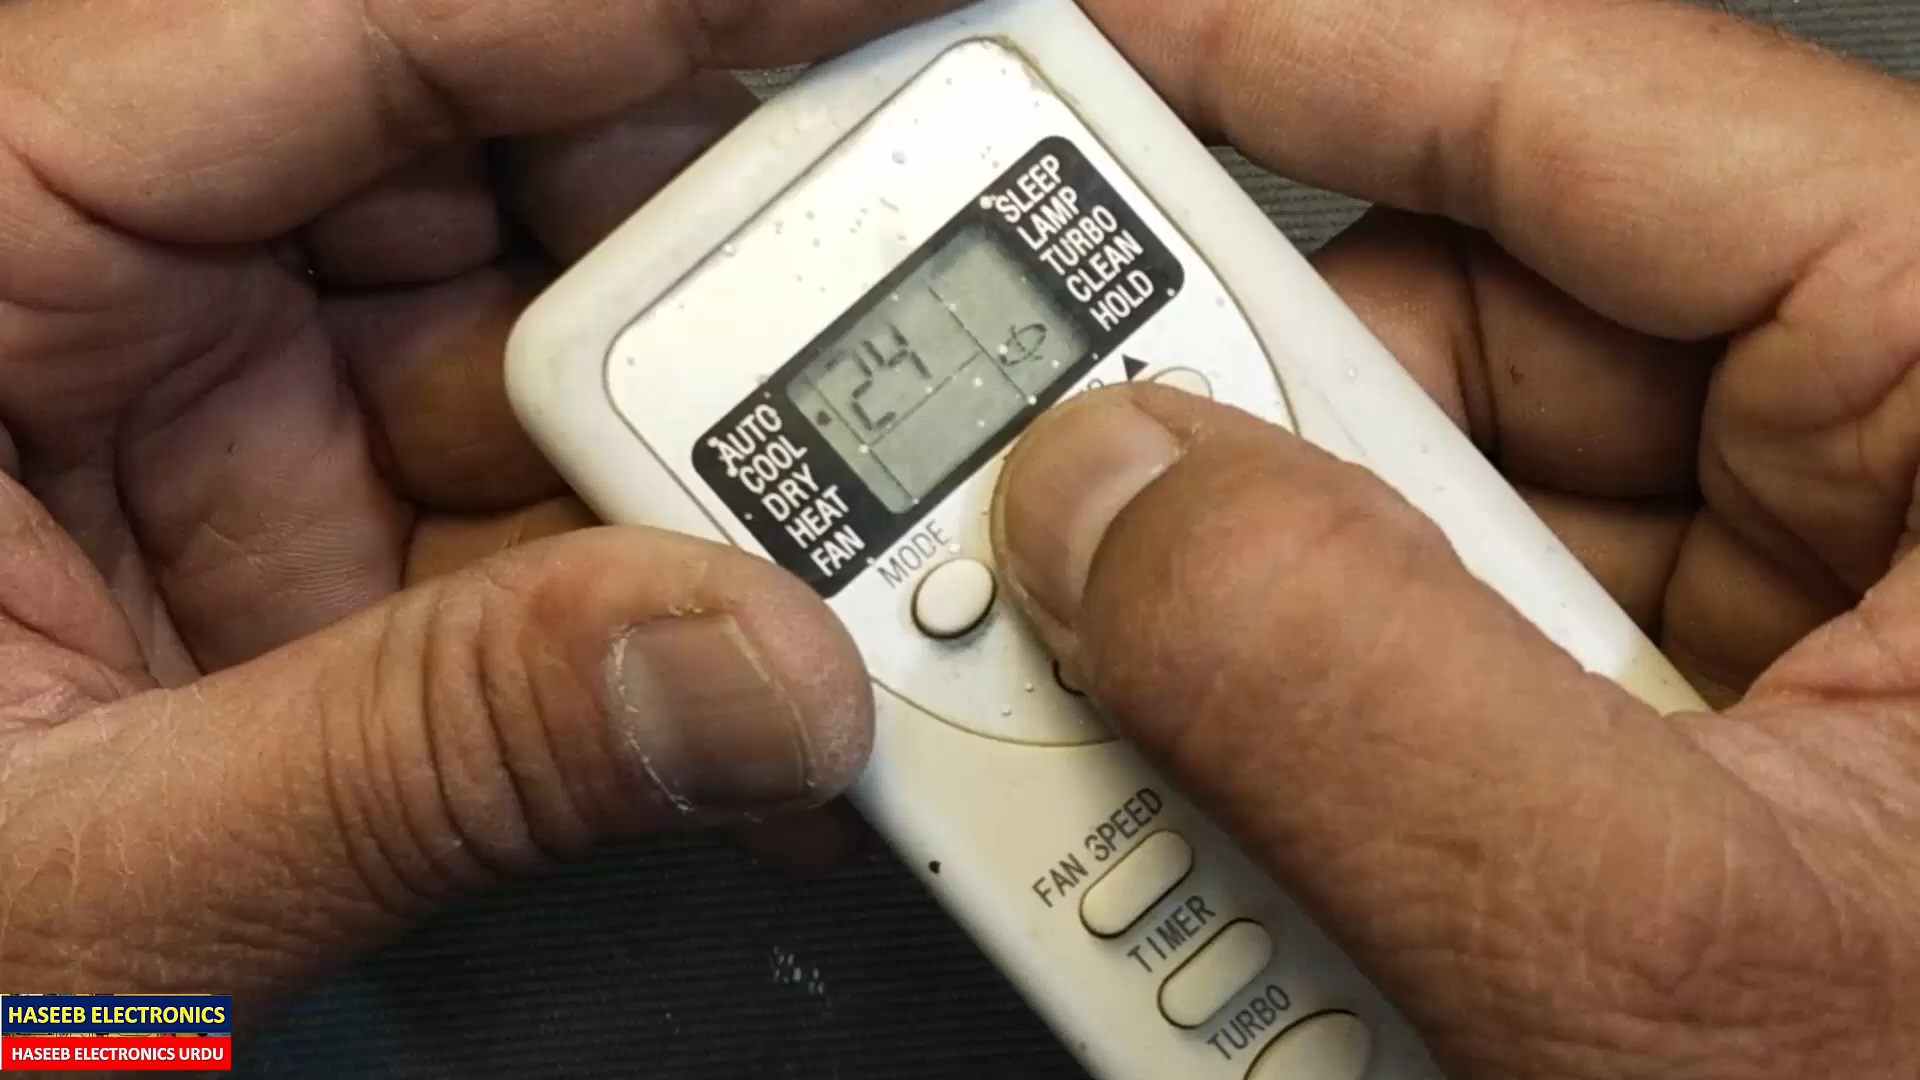 SLEEP
LAMP
TURBO
CLEAN
HOLD
24
AUTO
COOL
DRY
HEAT
FAN
MODE
FAN SPEED
TIMER
TURBO
HASEEB ELECTRONICS
HASEEB ELECTRONICS URDU